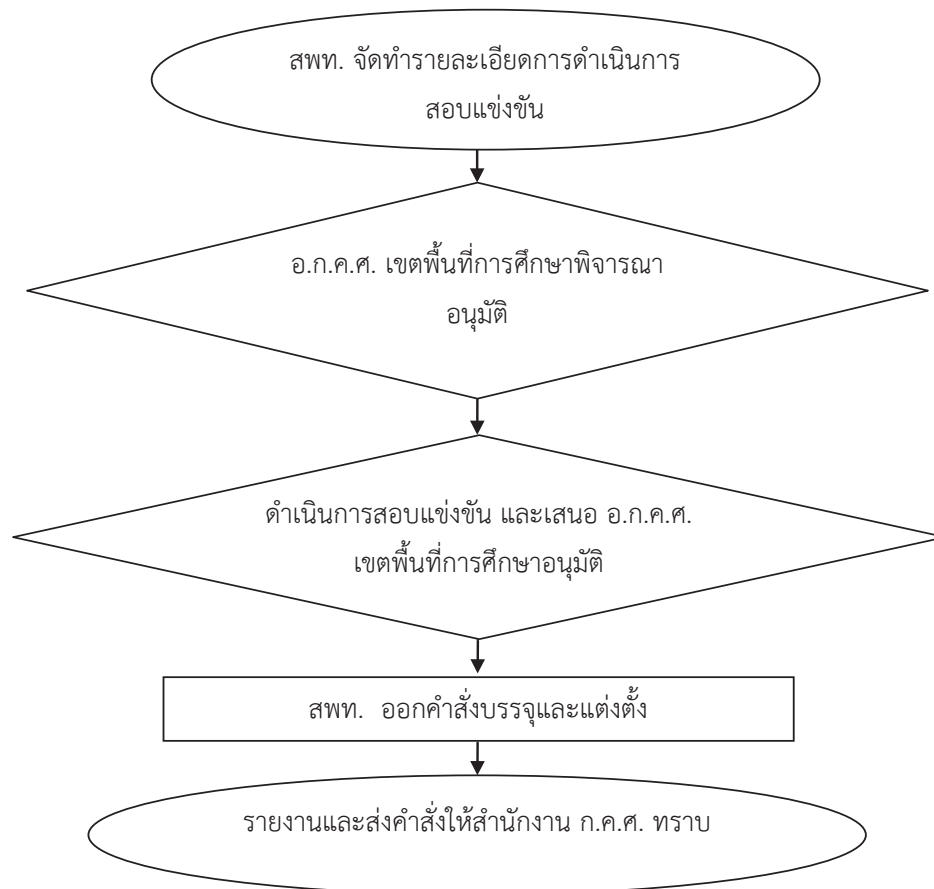 สพท. จัดทำรายละเอียดการดำเนินการ
สอบแข่งขัน
อ.ก.ค.ศ. เขตพื้นที่การศึกษาพิจารณา
อนุมัติ
ดำเนินการสอบแข่งขัน และเสนอ อ.ก.ค.ศ.
เขตพื้นที่การศึกษาอนุมัติ
สพท. ออกคำสั่งบรรจุและแต่งตั้ง
รายงานและส่งคำสั่งให้สำนักงาน ก.ค.ศ. ทราบ